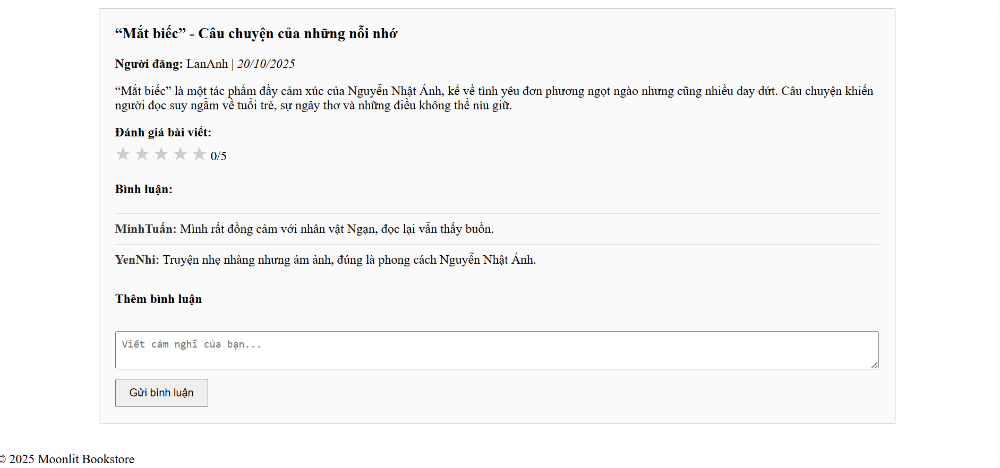 “Mắt biếc” - Câu chuyện của những nỗi nhớ
Người đăng: LanAnh | 20/10/2025
“Mắt biếc” là một tác phẩm đầy cảm xúc của Nguyễn Nhật Ánh, kể về tình yêu đơn phương ngọt ngào nhưng cũng nhiều day dứt. Câu chuyện khiến
người đọc suy ngẫm về tuổi trẻ, sự ngây thơ và những điều không thể níu giữ.
Đánh giá bài viết:
★ ★ ★ ★ ★ 0/5
Bình luận:
MinhTuấn: Mình rất đồng cảm với nhân vật Ngạn, đọc lại vẫn thấy buồn.
YenNhi: Truyện nhẹ nhàng nhưng ám ảnh, đúng là phong cách Nguyễn Nhật Ánh.
Thêm bình luận
Viết cảm nghĩ của bạn...
Gửi bình luận
© 2025 Moonlit Bookstore